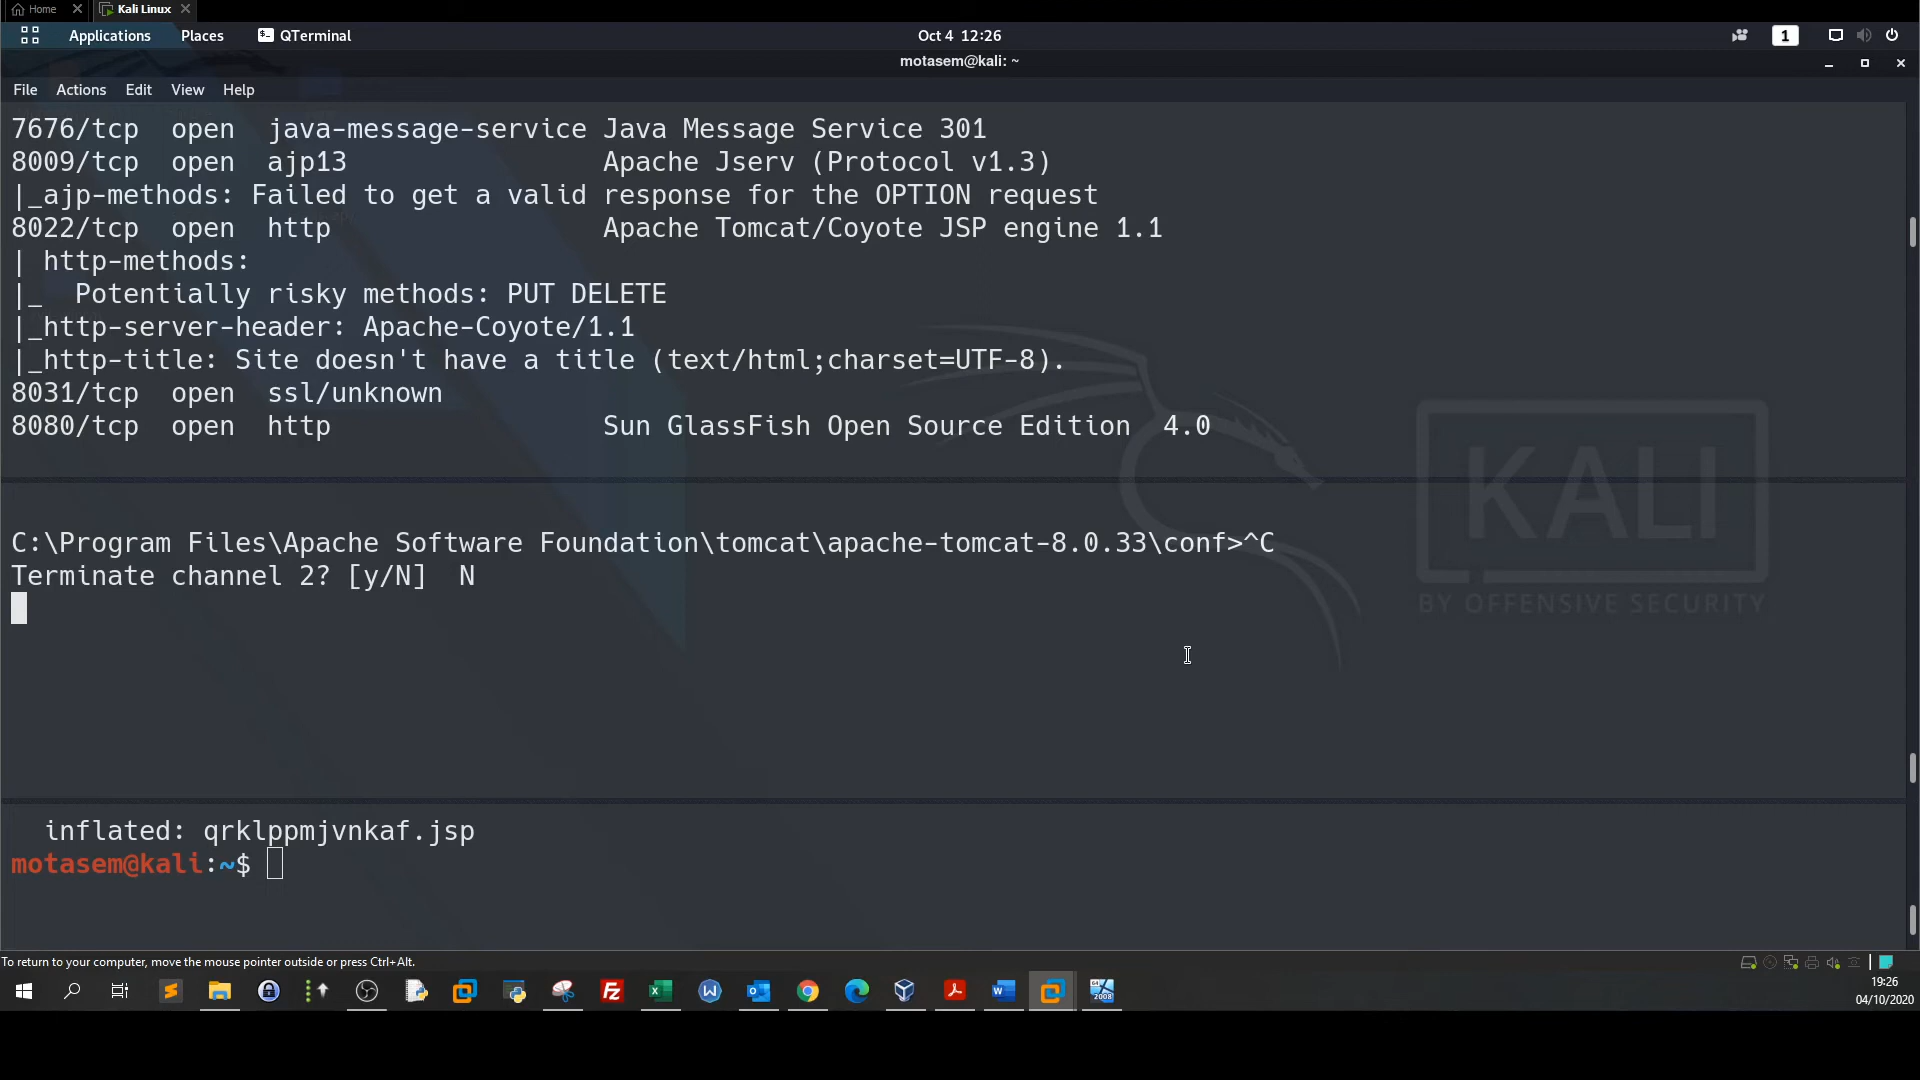 Home
Kali Linux
Applications Places QTerminal Oct 4 12:26 1
motasem@kali: ~
File Actions Edit View Help
7676/tcp open java-message-service Java Message Service 301
8009/tcp open ajp13 Apache Jserv (Protocol v1.3)
|_ajp-methods: Failed to get a valid response for the OPTION request
8022/tcp open http Apache Tomcat/Coyote JSP engine 1.1
| http-methods:
|_ Potentially risky methods: PUT DELETE
|_http-server-header: Apache-Coyote/1.1
|_http-title: Site doesn't have a title (text/html;charset=UTF-8).
8031/tcp open ssl/unknown
8080/tcp open http Sun GlassFish Open Source Edition 4.0
KALI
BY OFFENSIVE SECURITY
C:\Program Files\Apache Software Foundation\tomcat\apache-tomcat-8.0.33\conf>^C
Terminate channel 2? [y/N] N
inflated: qrklppmjvnkaf.jsp
motasem@kali:~$
To return to your computer, move the mouse pointer outside or press Ctrl+Alt.
19:26
04/10/2020